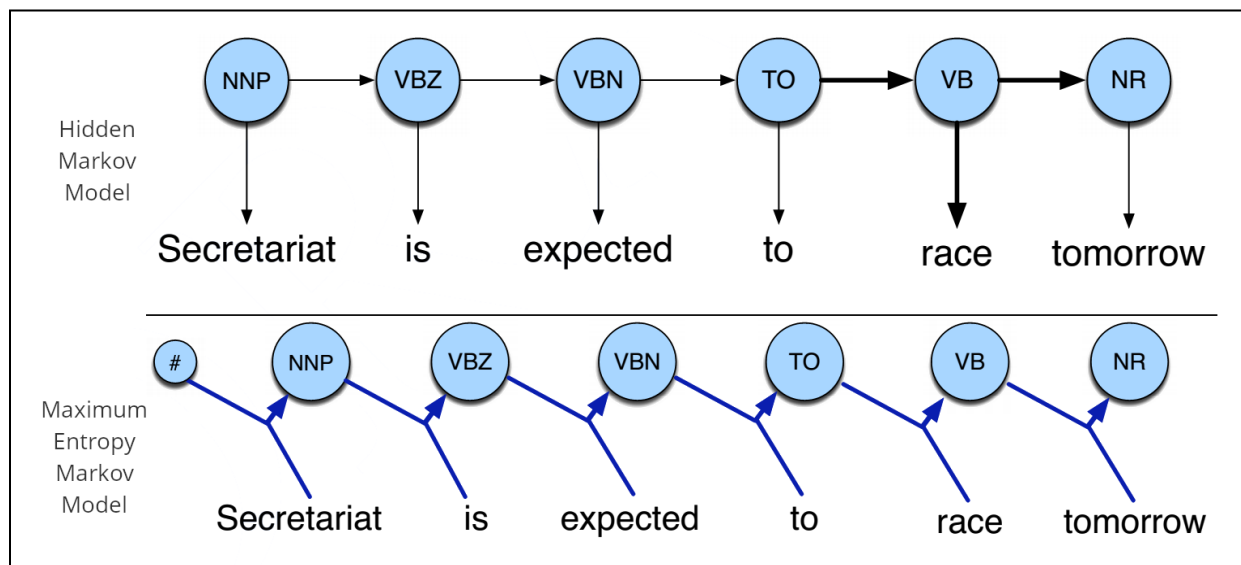 NNP VBZ VBN TO VB NR
Hidden
Markov
Model
Secretariat is expected to race tomorrow
# NNP VBZ VBN TO VB NR
Maximum
Entropy
Markov
Model
Secretariat is expected to race tomorrow